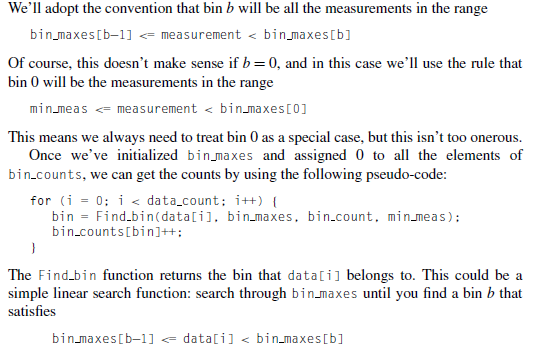 We'll adopt the convention that bin b will be all the measurements in the range
bin_maxes[b–1] <= measurement < bin_maxes[b]
Of course, this doesn't make sense if b = 0, and in this case we'll use the rule that
bin 0 will be the measurements in the range
min_meas <= measurement < bin_maxes[0]
This means we always need to treat bin 0 as a special case, but this isn't too onerous.
Once we've initialized bin_maxes and assigned 0 to all the elements of
bin_counts, we can get the counts by using the following pseudo-code:
for (i = 0; i < data_count; i++) {
bin = Find_bin(data[i], bin_maxes, bin_count, min_meas);
bin_counts[bin]++;
}
The Find_bin function returns the bin that data[i] belongs to. This could be a
simple linear search function: search through bin_maxes until you find a bin b that
satisfies
bin_maxes[b–1] <= data[i] < bin_maxes[b]